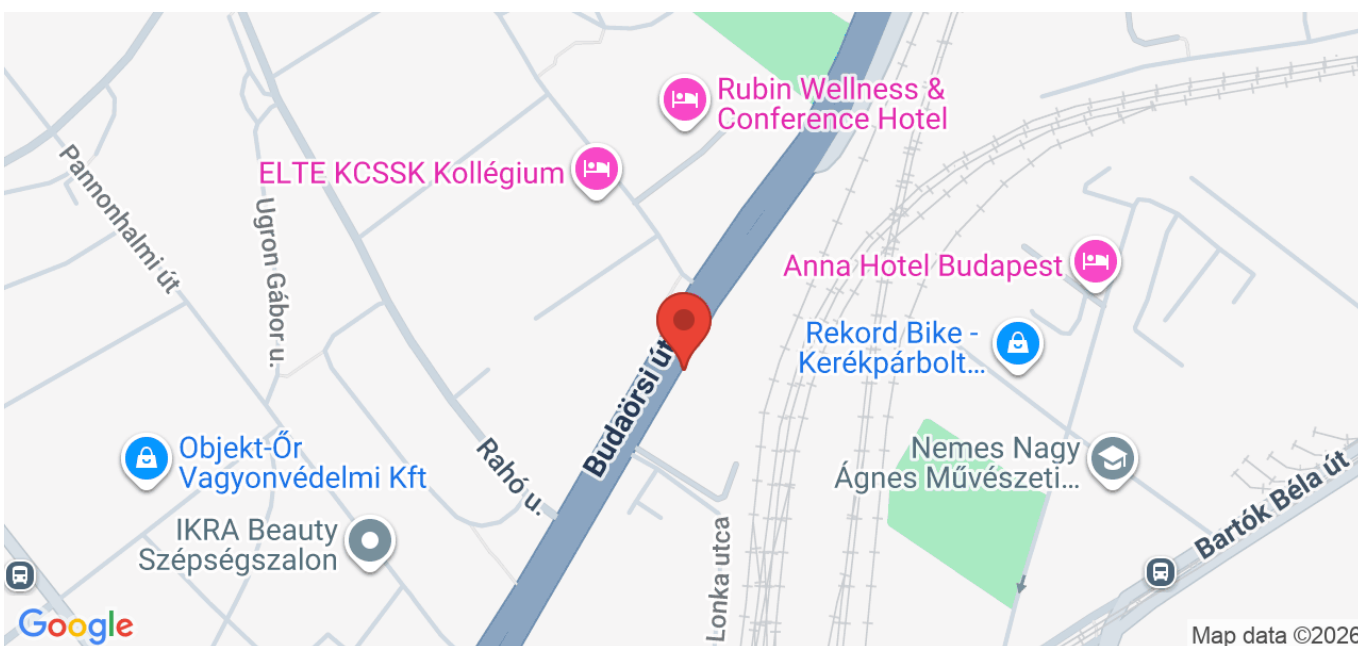 Rubin Wellness &
Conference Hotel
ELTE KCSSK Kollégium
Pannonhalmi út
Ugron Gábor u.
Anna Hotel Budapest
Rekord Bike -
Kerékpárbolt...
Budaörsi út
Objekt-Őr
Vagyonvédelmi Kft
Rahó u.
Nemes Nagy
Ágnes Művészeti...
IKRA Beauty
Szépségszalon
Lonka utca
Bartók Béla út
Google
Map data ©2026